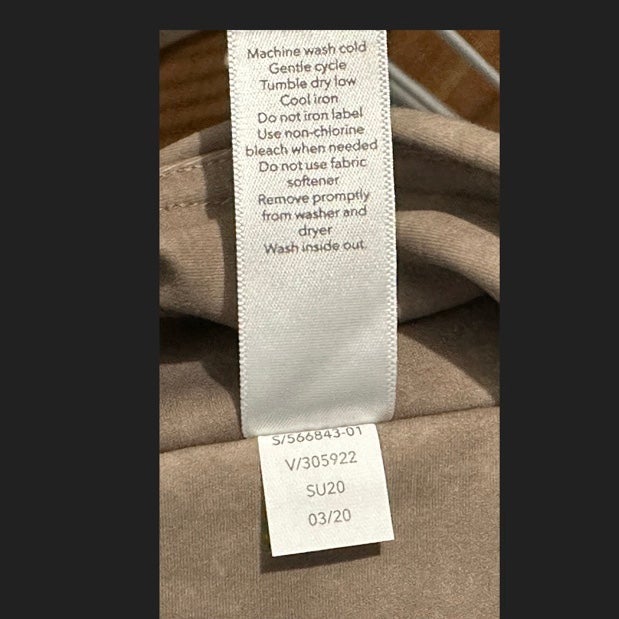 Machine wash cold
Gentle cycle
Tumble dry low
Cool iron
Do not iron label
Use non-chlorine
bleach when needed
Do not use fabric
softener
Remove promptly
from washer and
dryer
Wash inside out.
S/566843-01
V/305922
SU20
03/20